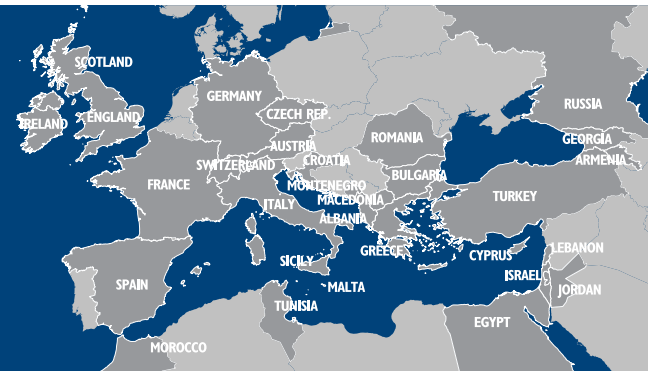 SCOTLAND
GERMANY
RUSSIA
CZECH REP.
IRELAND
ENGLAND
ROMANIA
GEORGIA
AUSTRIA
SWITZERLAND
CROATIA
ARMENIA
BULGARIA
FRANCE
MONTENEGRO
TURKEY
MACEDONIA
ITALY
ALBANIA
GREECE
LEBANON
CYPRUS
SICILY
ISRAEL
SPAIN
MALTA
JORDAN
TUNISIA
EGYPT
MOROCCO